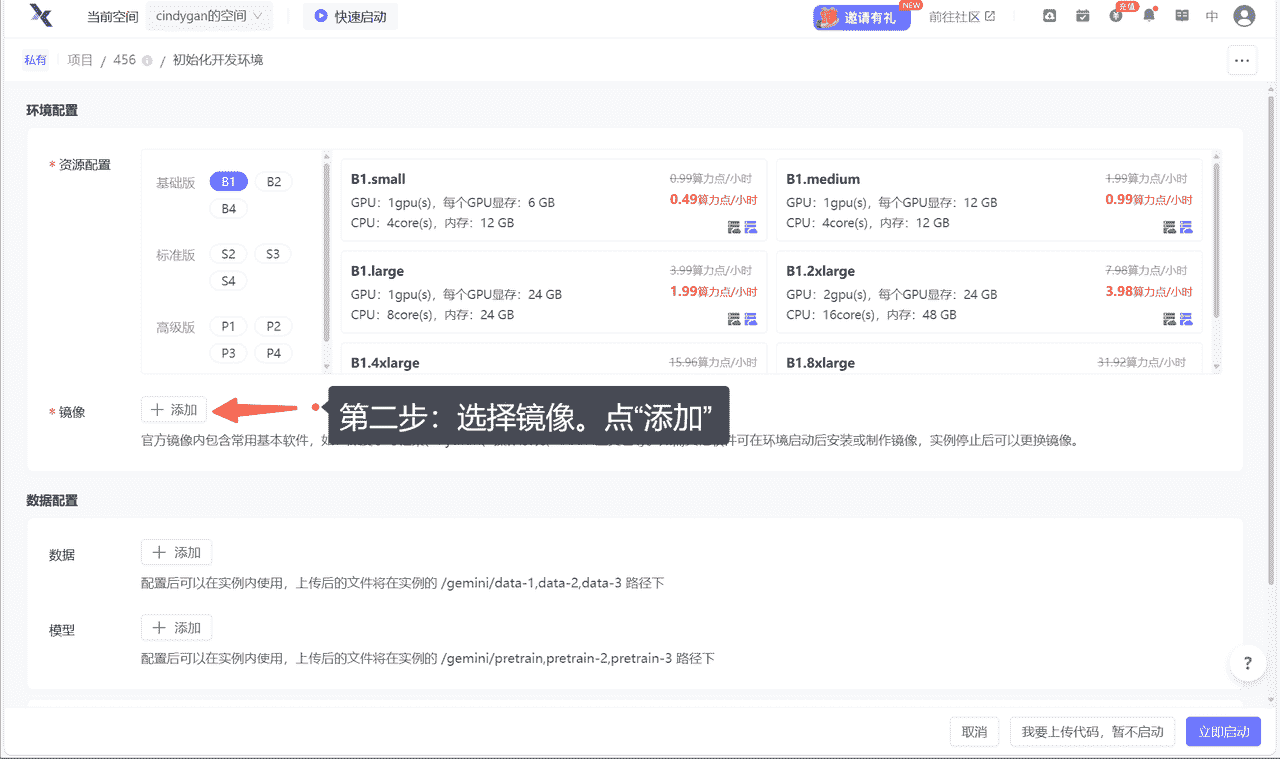 当前空间 cindygan的空间 快速启动 邀请有礼 NEW 前往社区 充值 中
私有 项目 / 456 / 初始化开发环境 ...
环境配置
* 资源配置
基础版 B1 B2
B4
标准版 S2 S3
S4
高级版 P1 P2
P3 P4
B1.small 0.99算力点/小时
GPU：1gpu(s)，每个GPU显存：6 GB 0.49算力点/小时
CPU：4core(s)，内存：12 GB
B1.medium 1.99算力点/小时
GPU：1gpu(s)，每个GPU显存：12 GB 0.99算力点/小时
CPU：4core(s)，内存：12 GB
B1.large 3.99算力点/小时
GPU：1gpu(s)，每个GPU显存：24 GB 1.99算力点/小时
CPU：8core(s)，内存：24 GB
B1.2xlarge 7.98算力点/小时
GPU：2gpu(s)，每个GPU显存：24 GB 3.98算力点/小时
CPU：16core(s)，内存：48 GB
B1.4xlarge 15.96算力点/小时
B1.8xlarge 31.92算力点/小时
* 镜像 + 添加
第二步：选择镜像。点“添加”
官方镜像内包含常用基本软件，如 件可在环境启动后安装或制作镜像，实例停止后可以更换镜像。
数据配置
数据 + 添加
配置后可以在实例内使用，上传后的文件将在实例的 /gemini/data-1,data-2,data-3 路径下
模型 + 添加
配置后可以在实例内使用，上传后的文件将在实例的 /gemini/pretrain,pretrain-2,pretrain-3 路径下
?
取消 我要上传代码，暂不启动 立即启动